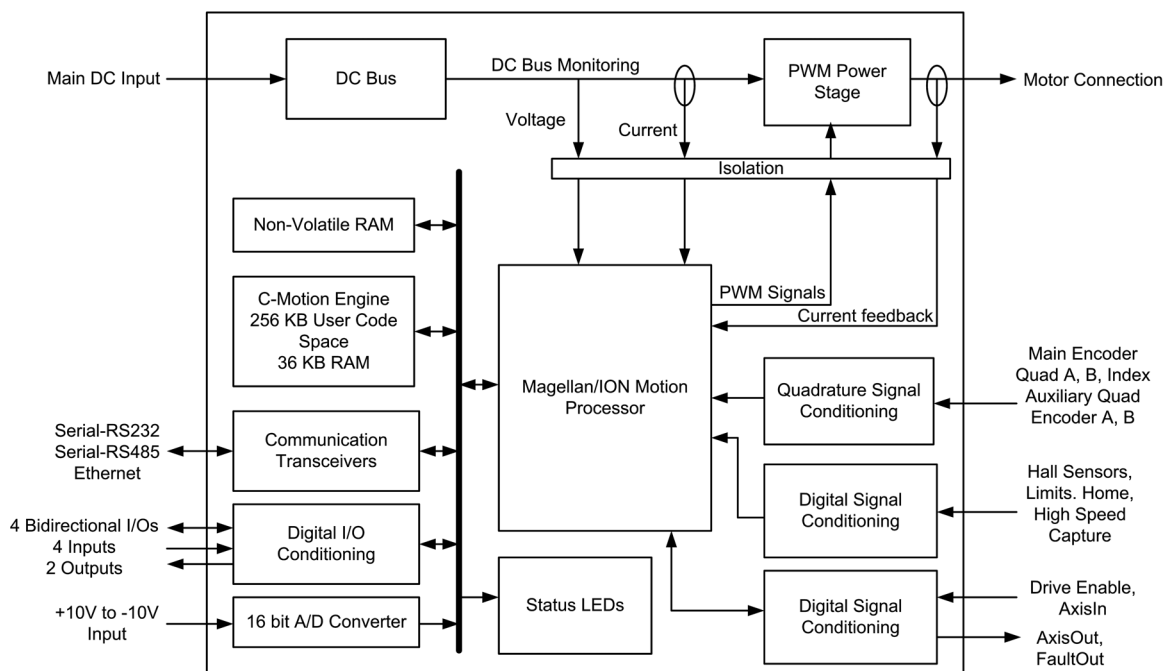 Main DC Input
DC Bus
DC Bus Monitoring
PWM Power
Stage
Motor Connection
Voltage
Current
Isolation
Non-Volatile RAM
C-Motion Engine
256 KB User Code
Space
36 KB RAM
PWM Signals
Current feedback
Magellan/ION Motion
Processor
Quadrature Signal
Conditioning
Main Encoder
Quad A, B, Index
Auxiliary Quad
Encoder A, B
Serial-RS232
Serial-RS485
Ethernet
Communication
Transceivers
Digital Signal
Conditioning
Hall Sensors,
Limits. Home,
High Speed
Capture
4 Bidirectional I/Os
4 Inputs
2 Outputs
Digital I/O
Conditioning
Status LEDs
Digital Signal
Conditioning
Drive Enable,
AxisIn
AxisOut,
FaultOut
+10V to -10V
Input
16 bit A/D Converter